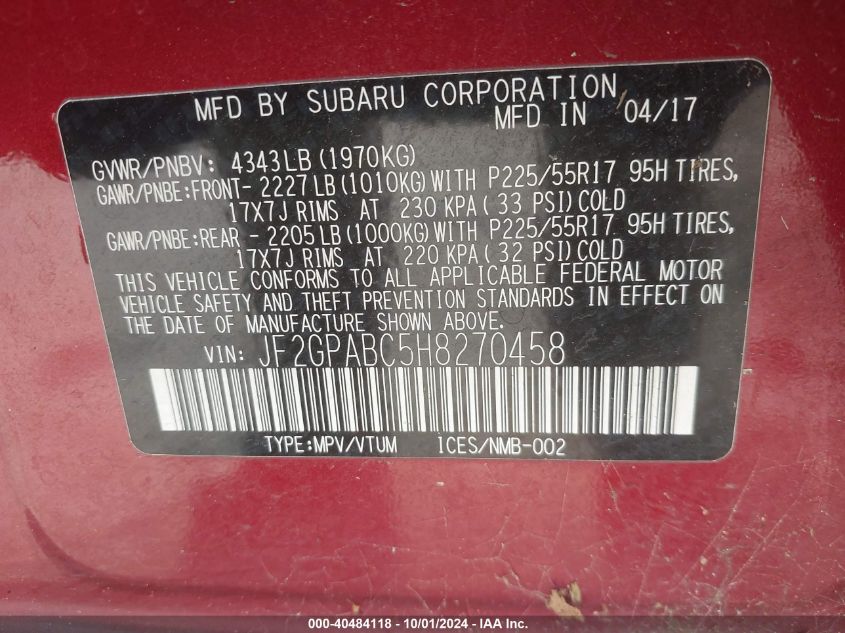 MFD BY SUBARU CORPORATION
MFD IN 04/17
GVWR/PNBV: 4343LB (1970KG)
GAWR/PNBE:FRONT- 2227 LB (1010KG) WITH P225/55R17 95H TIRES,
17X7J RIMS AT 230 KPA ( 33 PSI) COLD
GAWR/PNBE:REAR - 2205 LB (1000KG) WITH P225/55R17 95H TIRES,
17X7J RIMS AT 220 KPA ( 32 PSI) COLD
THIS VEHICLE CONFORMS TO ALL APPLICABLE FEDERAL MOTOR
VEHICLE SAFETY AND THEFT PREVENTION STANDARDS IN EFFECT ON
THE DATE OF MANUFACTURE SHOWN ABOVE.
VIN: JF2GPABC5H8270458
TYPE:MPV/VTUM ICES/NMB-002
000-40484118 - 10/01/2024 - IAA Inc.